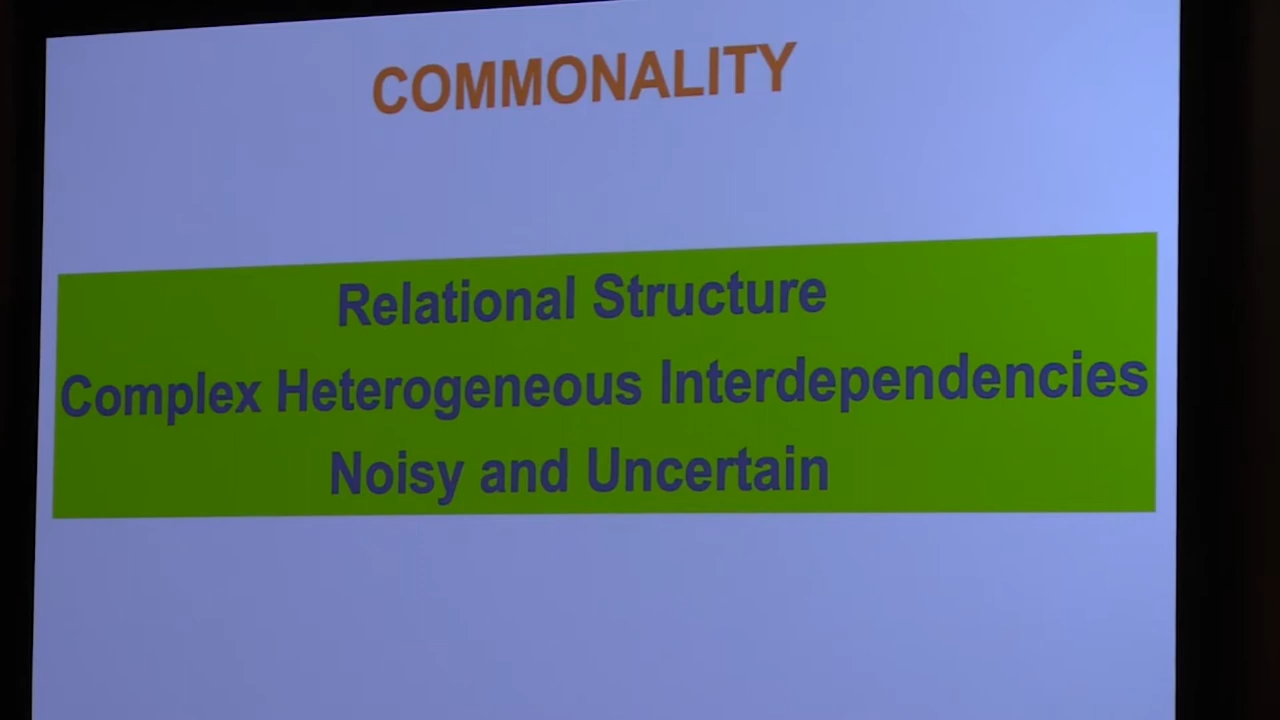 COMMONALITY
Relational Structure
Complex Heterogeneous Interdependencies
Noisy and Uncertain